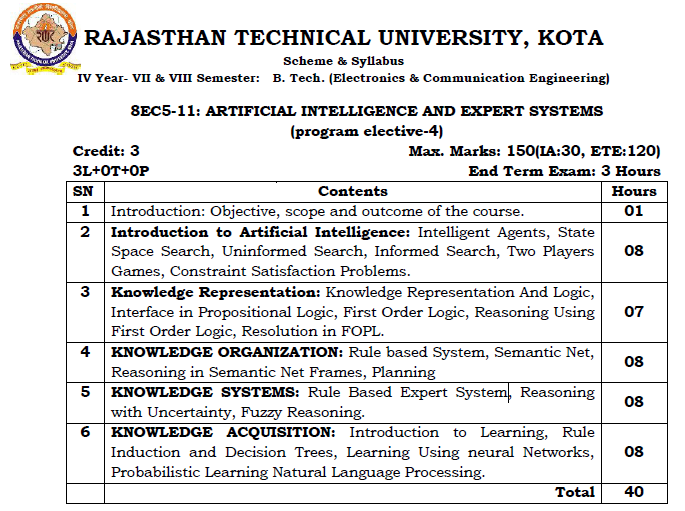 RAJASTHAN TECHNICAL UNIVERSITY, KOTA
Scheme & Syllabus
IV Year- VII & VIII Semester: B. Tech. (Electronics & Communication Engineering)
8EC5-11: ARTIFICIAL INTELLIGENCE AND EXPERT SYSTEMS
(program elective-4)
Credit: 3 Max. Marks: 150(IA:30, ETE:120)
3L+0T+0P End Term Exam: 3 Hours
SN Contents Hours
1 Introduction: Objective, scope and outcome of the course. 01
2 Introduction to Artificial Intelligence: Intelligent Agents, State
Space Search, Uninformed Search, Informed Search, Two Players 08
Games, Constraint Satisfaction Problems.
3 Knowledge Representation: Knowledge Representation And Logic,
Interface in Propositional Logic, First Order Logic, Reasoning Using 07
First Order Logic, Resolution in FOPL.
4 KNOWLEDGE ORGANIZATION: Rule based System, Semantic Net, 08
Reasoning in Semantic Net Frames, Planning
5 KNOWLEDGE SYSTEMS: Rule Based Expert System, Reasoning 08
with Uncertainty, Fuzzy Reasoning.
6 KNOWLEDGE ACQUISITION: Introduction to Learning, Rule
Induction and Decision Trees, Learning Using neural Networks, 08
Probabilistic Learning Natural Language Processing.
Total 40